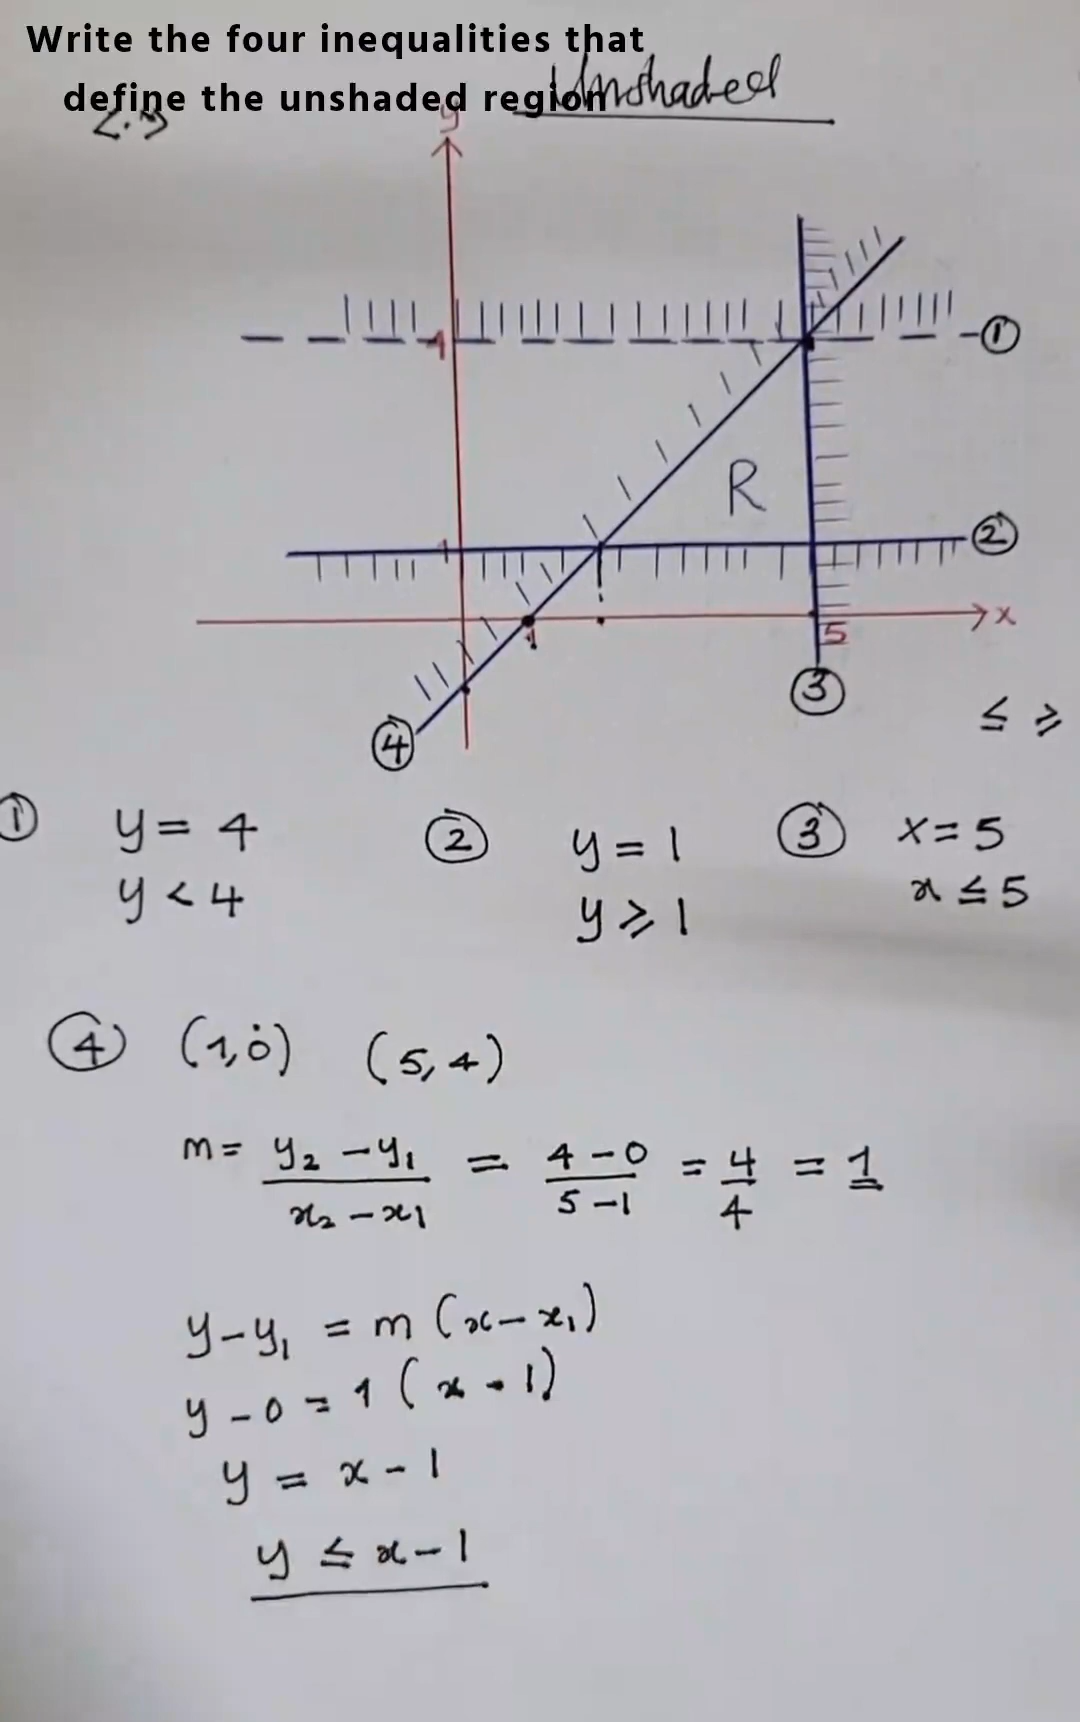 Write the four inequalities that
define the unshaded region
Unshaded
<.>
y
4
①
R
1
②
x
1
5
③
④
≤ ≥
① y = 4
y < 4
② y = 1
y ≥ 1
③ x = 5
x ≤ 5
④ (1,0) (5,4)
m = y₂ - y₁ / x₂ - x₁ = 4 - 0 / 5 - 1 = 4 / 4 = 1
y - y₁ = m (x - x₁)
y - 0 = 1 (x - 1)
y = x - 1
y ≤ x - 1